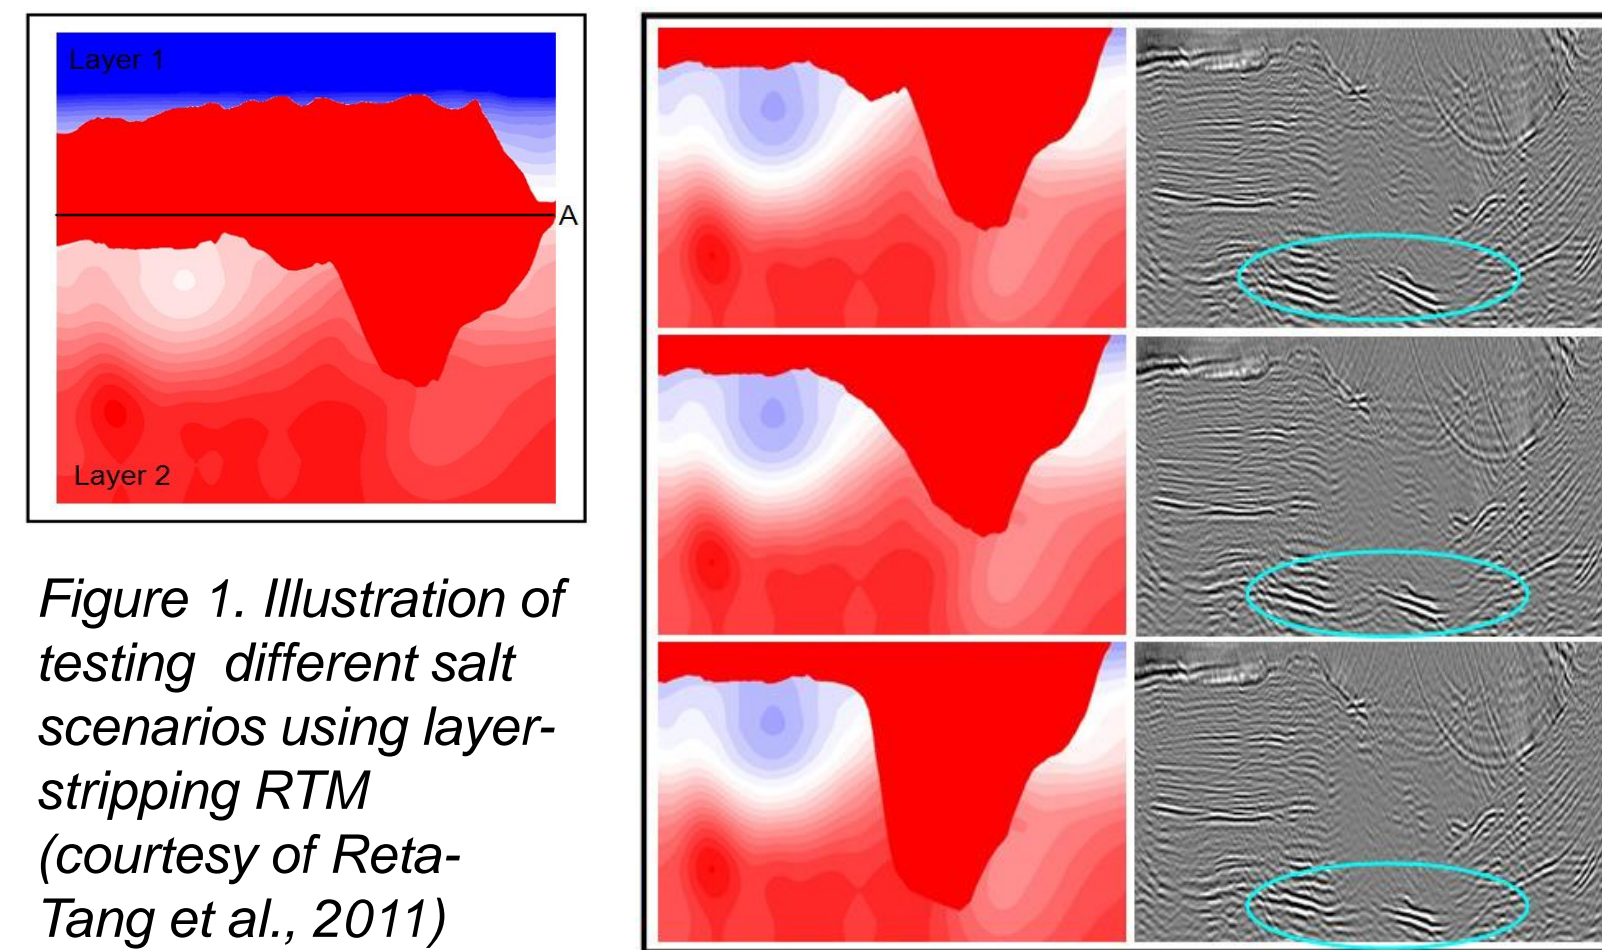 Layer 1
A
Layer 2
Figure 1. Illustration of
testing  different salt
scenarios using layer-
stripping RTM
(courtesy of Reta-
Tang et al., 2011)